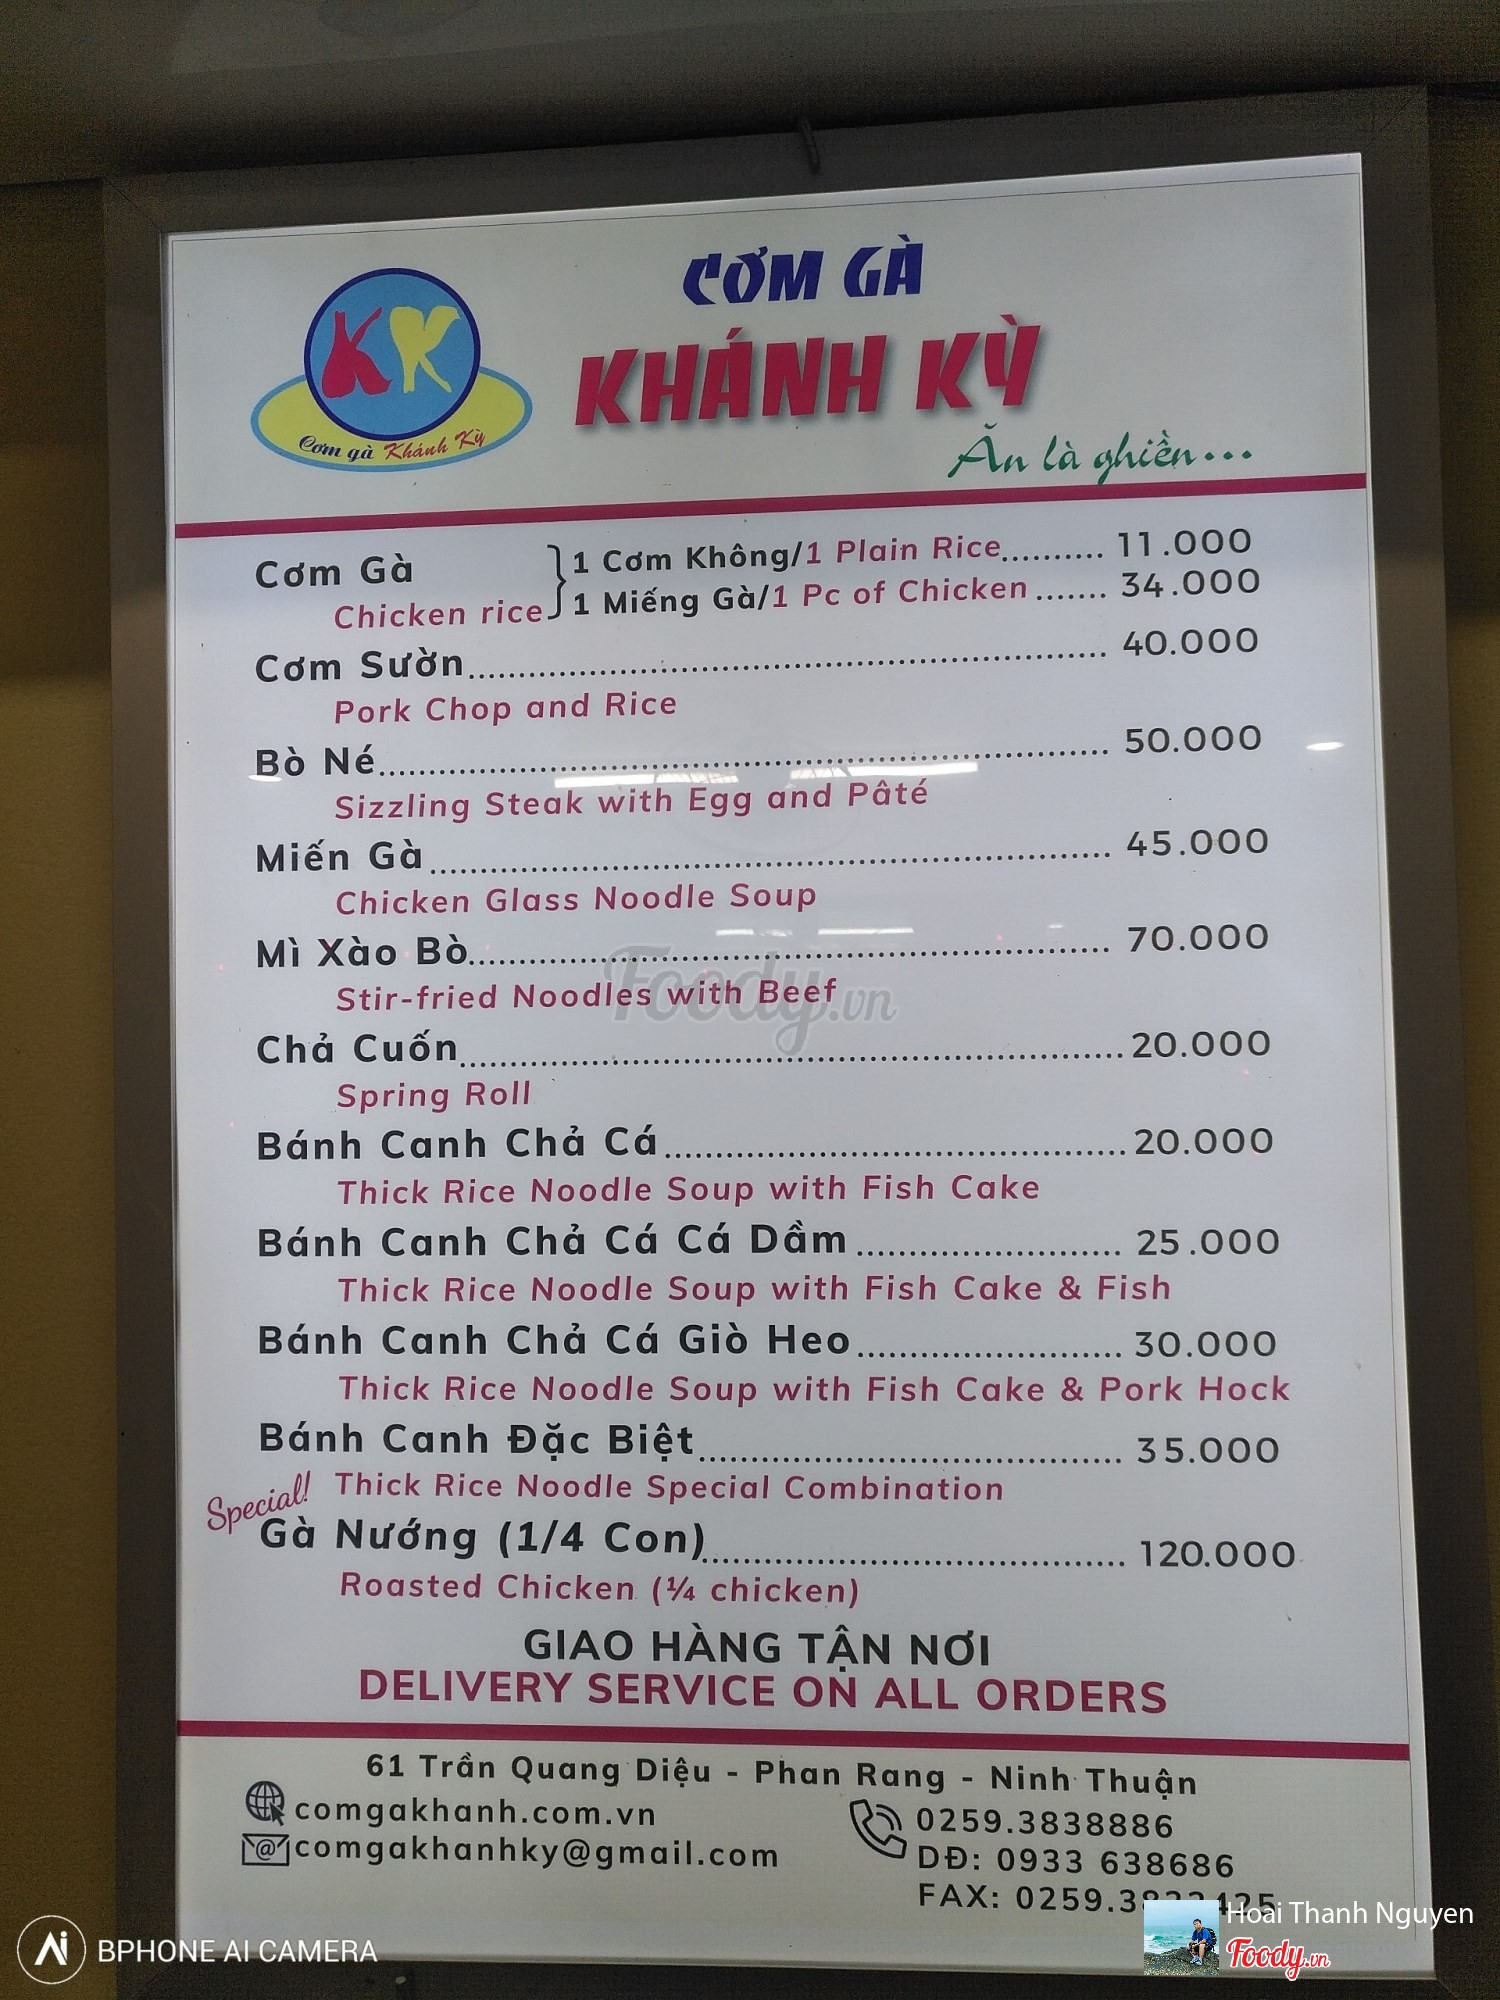 CƠM GÀ
KHÁNH KỲ
Ăn là ghiền...
KK
Cơm gà Khánh Kỳ
Cơm Gà
Chicken rice
1 Cơm Không/1 Plain Rice.......... 11.000
1 Miếng Gà/1 Pc of Chicken ....... 34.000
Cơm Sườn.......... 40.000
Pork Chop and Rice
Bò Né.......... 50.000
Sizzling Steak with Egg and Pâté
Miến Gà.......... 45.000
Chicken Glass Noodle Soup
Mì Xào Bò.......... 70.000
Stir-fried Noodles with Beef
Foody.vn
Chả Cuốn.......... 20.000
Spring Roll
Bánh Canh Chả Cá.......... 20.000
Thick Rice Noodle Soup with Fish Cake
Bánh Canh Chả Cá Cá Dầm.......... 25.000
Thick Rice Noodle Soup with Fish Cake & Fish
Bánh Canh Chả Cá Giò Heo.......... 30.000
Thick Rice Noodle Soup with Fish Cake & Pork Hock
Bánh Canh Đặc Biệt.......... 35.000
Thick Rice Noodle Special Combination
Special!
Gà Nướng (1/4 Con).......... 120.000
Roasted Chicken (¼ chicken)
GIAO HÀNG TẬN NƠI
DELIVERY SERVICE ON ALL ORDERS
61 Trần Quang Diệu - Phan Rang - Ninh Thuận
comgakhanh.com.vn
comgakhanhky@gmail.com
0259.3838886
DĐ: 0933 638686
FAX: 0259.3
Hoai Thanh Nguyen
Foody.vn
Ai BPHONE AI CAMERA